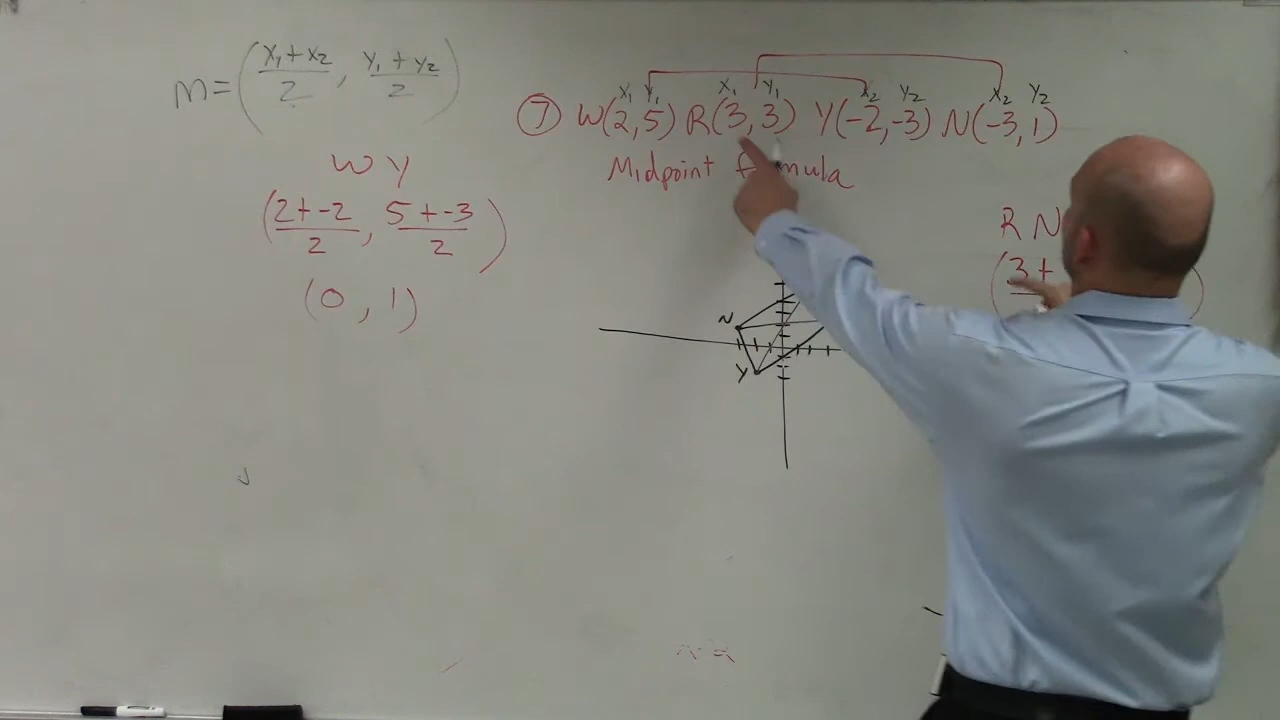 m = ( x₁ + x₂ / 2 , y₁ + y₂ / 2 )
x₁ y₁ x₁ y₁ x₂ y₂ x₂ y₂
⑦ W(2,5) R(3,3) Y(-2,-3) N(-3,1)
Midpoint f mula
W Y
( 2+-2 / 2 , 5+-3 / 2 )
(0, 1)
R N
(3+ )
N
Y